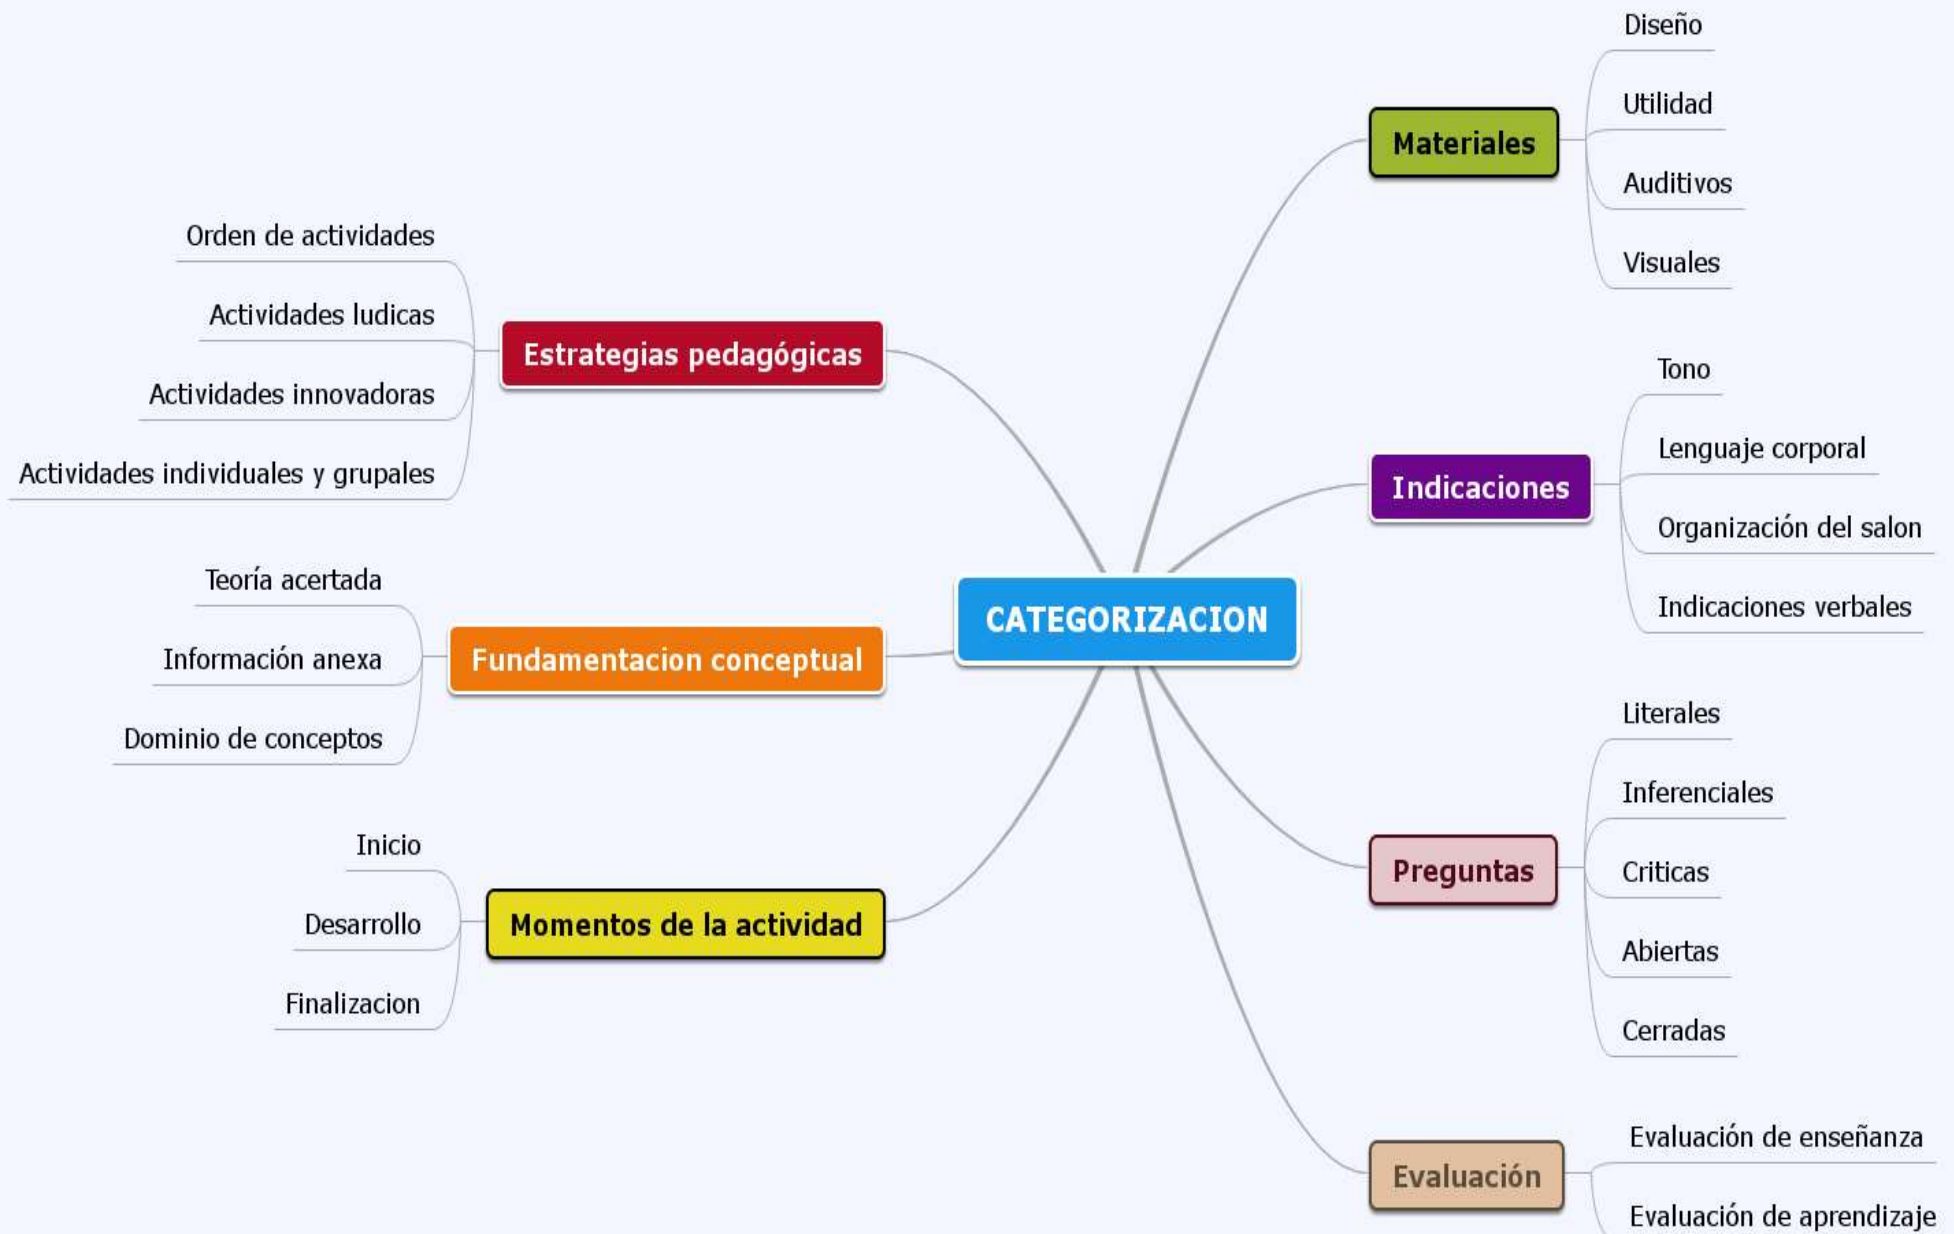 CATEGORIZACION
Estrategias pedagógicas
Orden de actividades
Actividades ludicas
Actividades innovadoras
Actividades individuales y grupales
Fundamentacion conceptual
Teoría acertada
Información anexa
Dominio de conceptos
Momentos de la actividad
Inicio
Desarrollo
Finalizacion
Materiales
Diseño
Utilidad
Auditivos
Visuales
Indicaciones
Tono
Lenguaje corporal
Organización del salon
Indicaciones verbales
Preguntas
Literales
Inferenciales
Criticas
Abiertas
Cerradas
Evaluación
Evaluación de enseñanza
Evaluación de aprendizaje